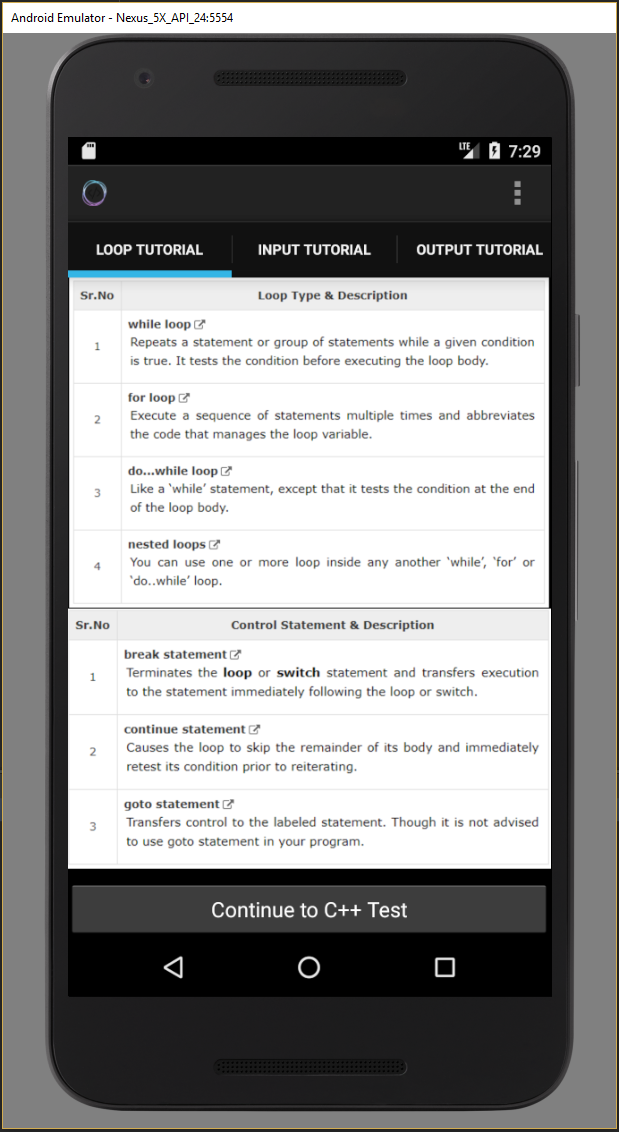 Android Emulator - Nexus_5X_API_24:5554
LTE 7:29
LOOP TUTORIAL INPUT TUTORIAL OUTPUT TUTORIAL
Sr.No Loop Type & Description
while loop
1 Repeats a statement or group of statements while a given condition
is true. It tests the condition before executing the loop body.
for loop
2 Execute a sequence of statements multiple times and abbreviates
the code that manages the loop variable.
do...while loop
3 Like a ‘while’ statement, except that it tests the condition at the end
of the loop body.
nested loops
4 You can use one or more loop inside any another ‘while’, ‘for’ or
‘do..while’ loop.
Sr.No Control Statement & Description
break statement
1 Terminates the loop or switch statement and transfers execution
to the statement immediately following the loop or switch.
continue statement
2 Causes the loop to skip the remainder of its body and immediately
retest its condition prior to reiterating.
goto statement
3 Transfers control to the labeled statement. Though it is not advised
to use goto statement in your program.
Continue to C++ Test